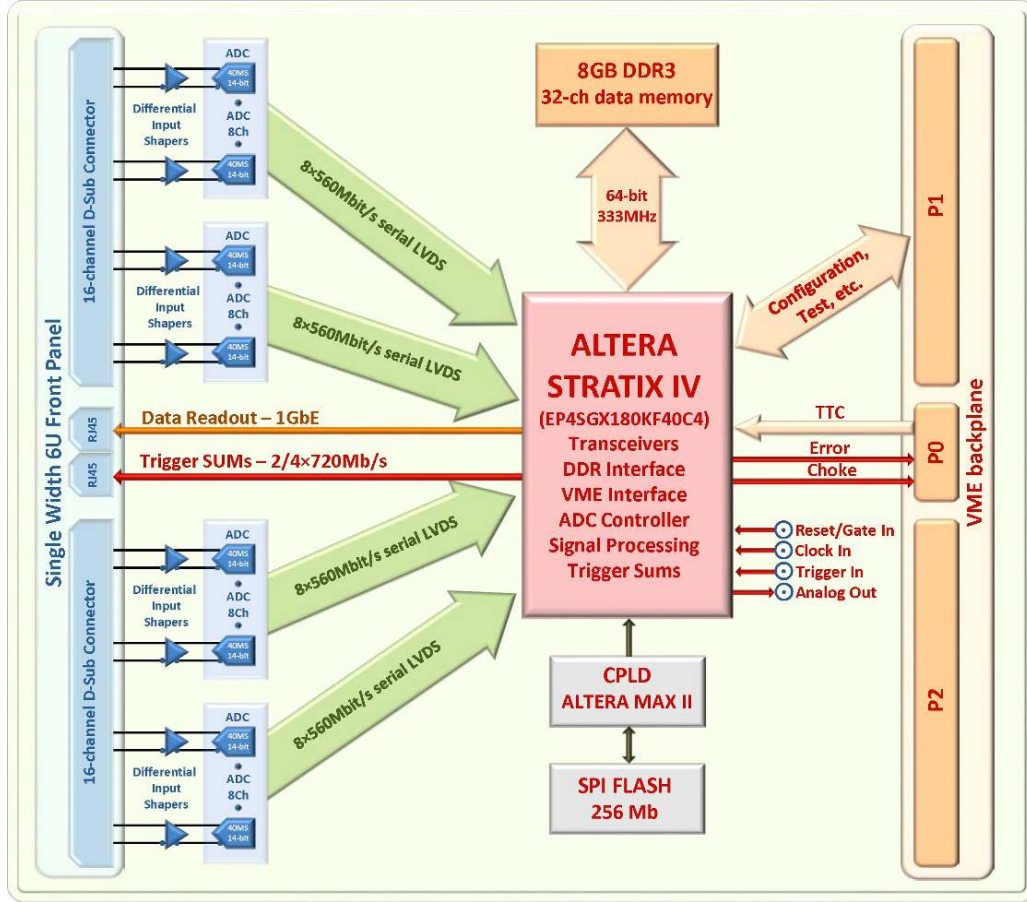 Single Width 6U Front Panel
16-channel D-Sub Connector
Differential
Input
Shapers
ADC
40MS
14-bit
ADC
8Ch
40MS
14-bit
8×560Mbit/s serial LVDS
Differential
Input
Shapers
ADC
40MS
14-bit
ADC
8Ch
40MS
14-bit
8×560Mbit/s serial LVDS
RJ45
Data Readout – 1GbE
RJ45
Trigger SUMs – 2/4×720Mb/s
16-channel D-Sub Connector
Differential
Input
Shapers
ADC
40MS
14-bit
ADC
8Ch
40MS
14-bit
8×560Mbit/s serial LVDS
Differential
Input
Shapers
ADC
40MS
14-bit
ADC
8Ch
40MS
14-bit
8×560Mbit/s serial LVDS
8GB DDR3
32-ch data memory
64-bit
333MHz
ALTERA
STRATIX IV
(EP4SGX180KF40C4)
Transceivers
DDR Interface
VME Interface
ADC Controller
Signal Processing
Trigger Sums
CPLD
ALTERA MAX II
SPI FLASH
256 Mb
Configuration,
Test, etc.
TTC
Error
Choke
Reset/Gate In
Clock In
Trigger In
Analog Out
P1
P0
P2
VME backplane